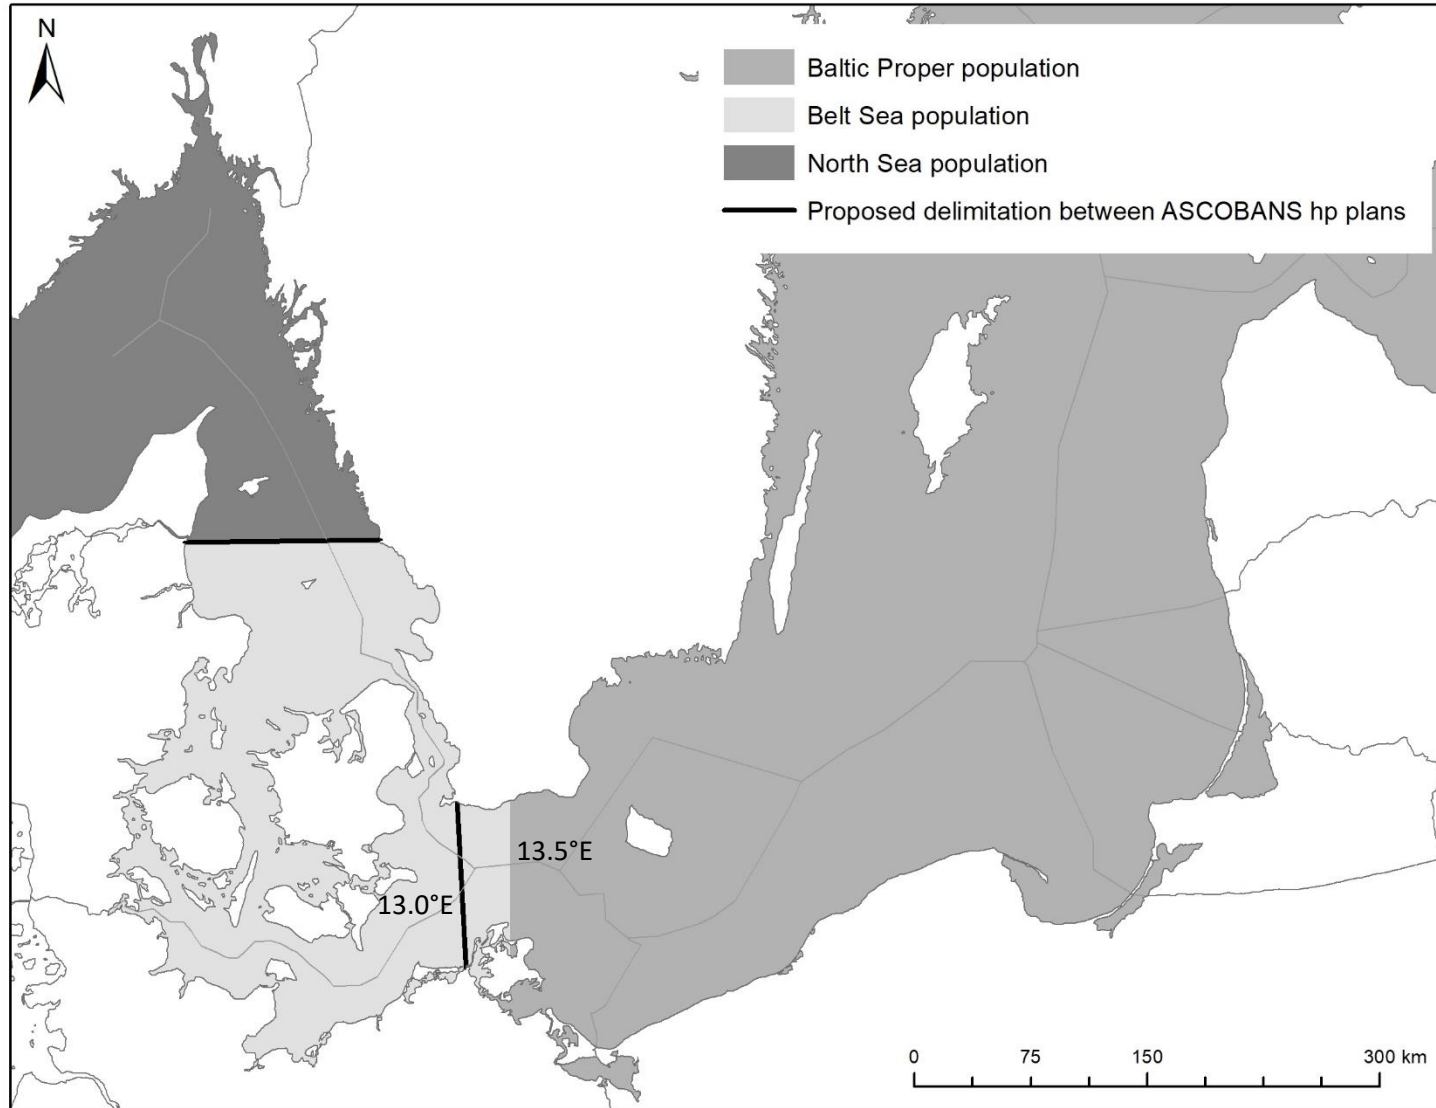 N
Baltic Proper population
Belt Sea population
North Sea population
Proposed delimitation between ASCOBANS hp plans
13.5°E
13.0°E
0 75 150 300 km